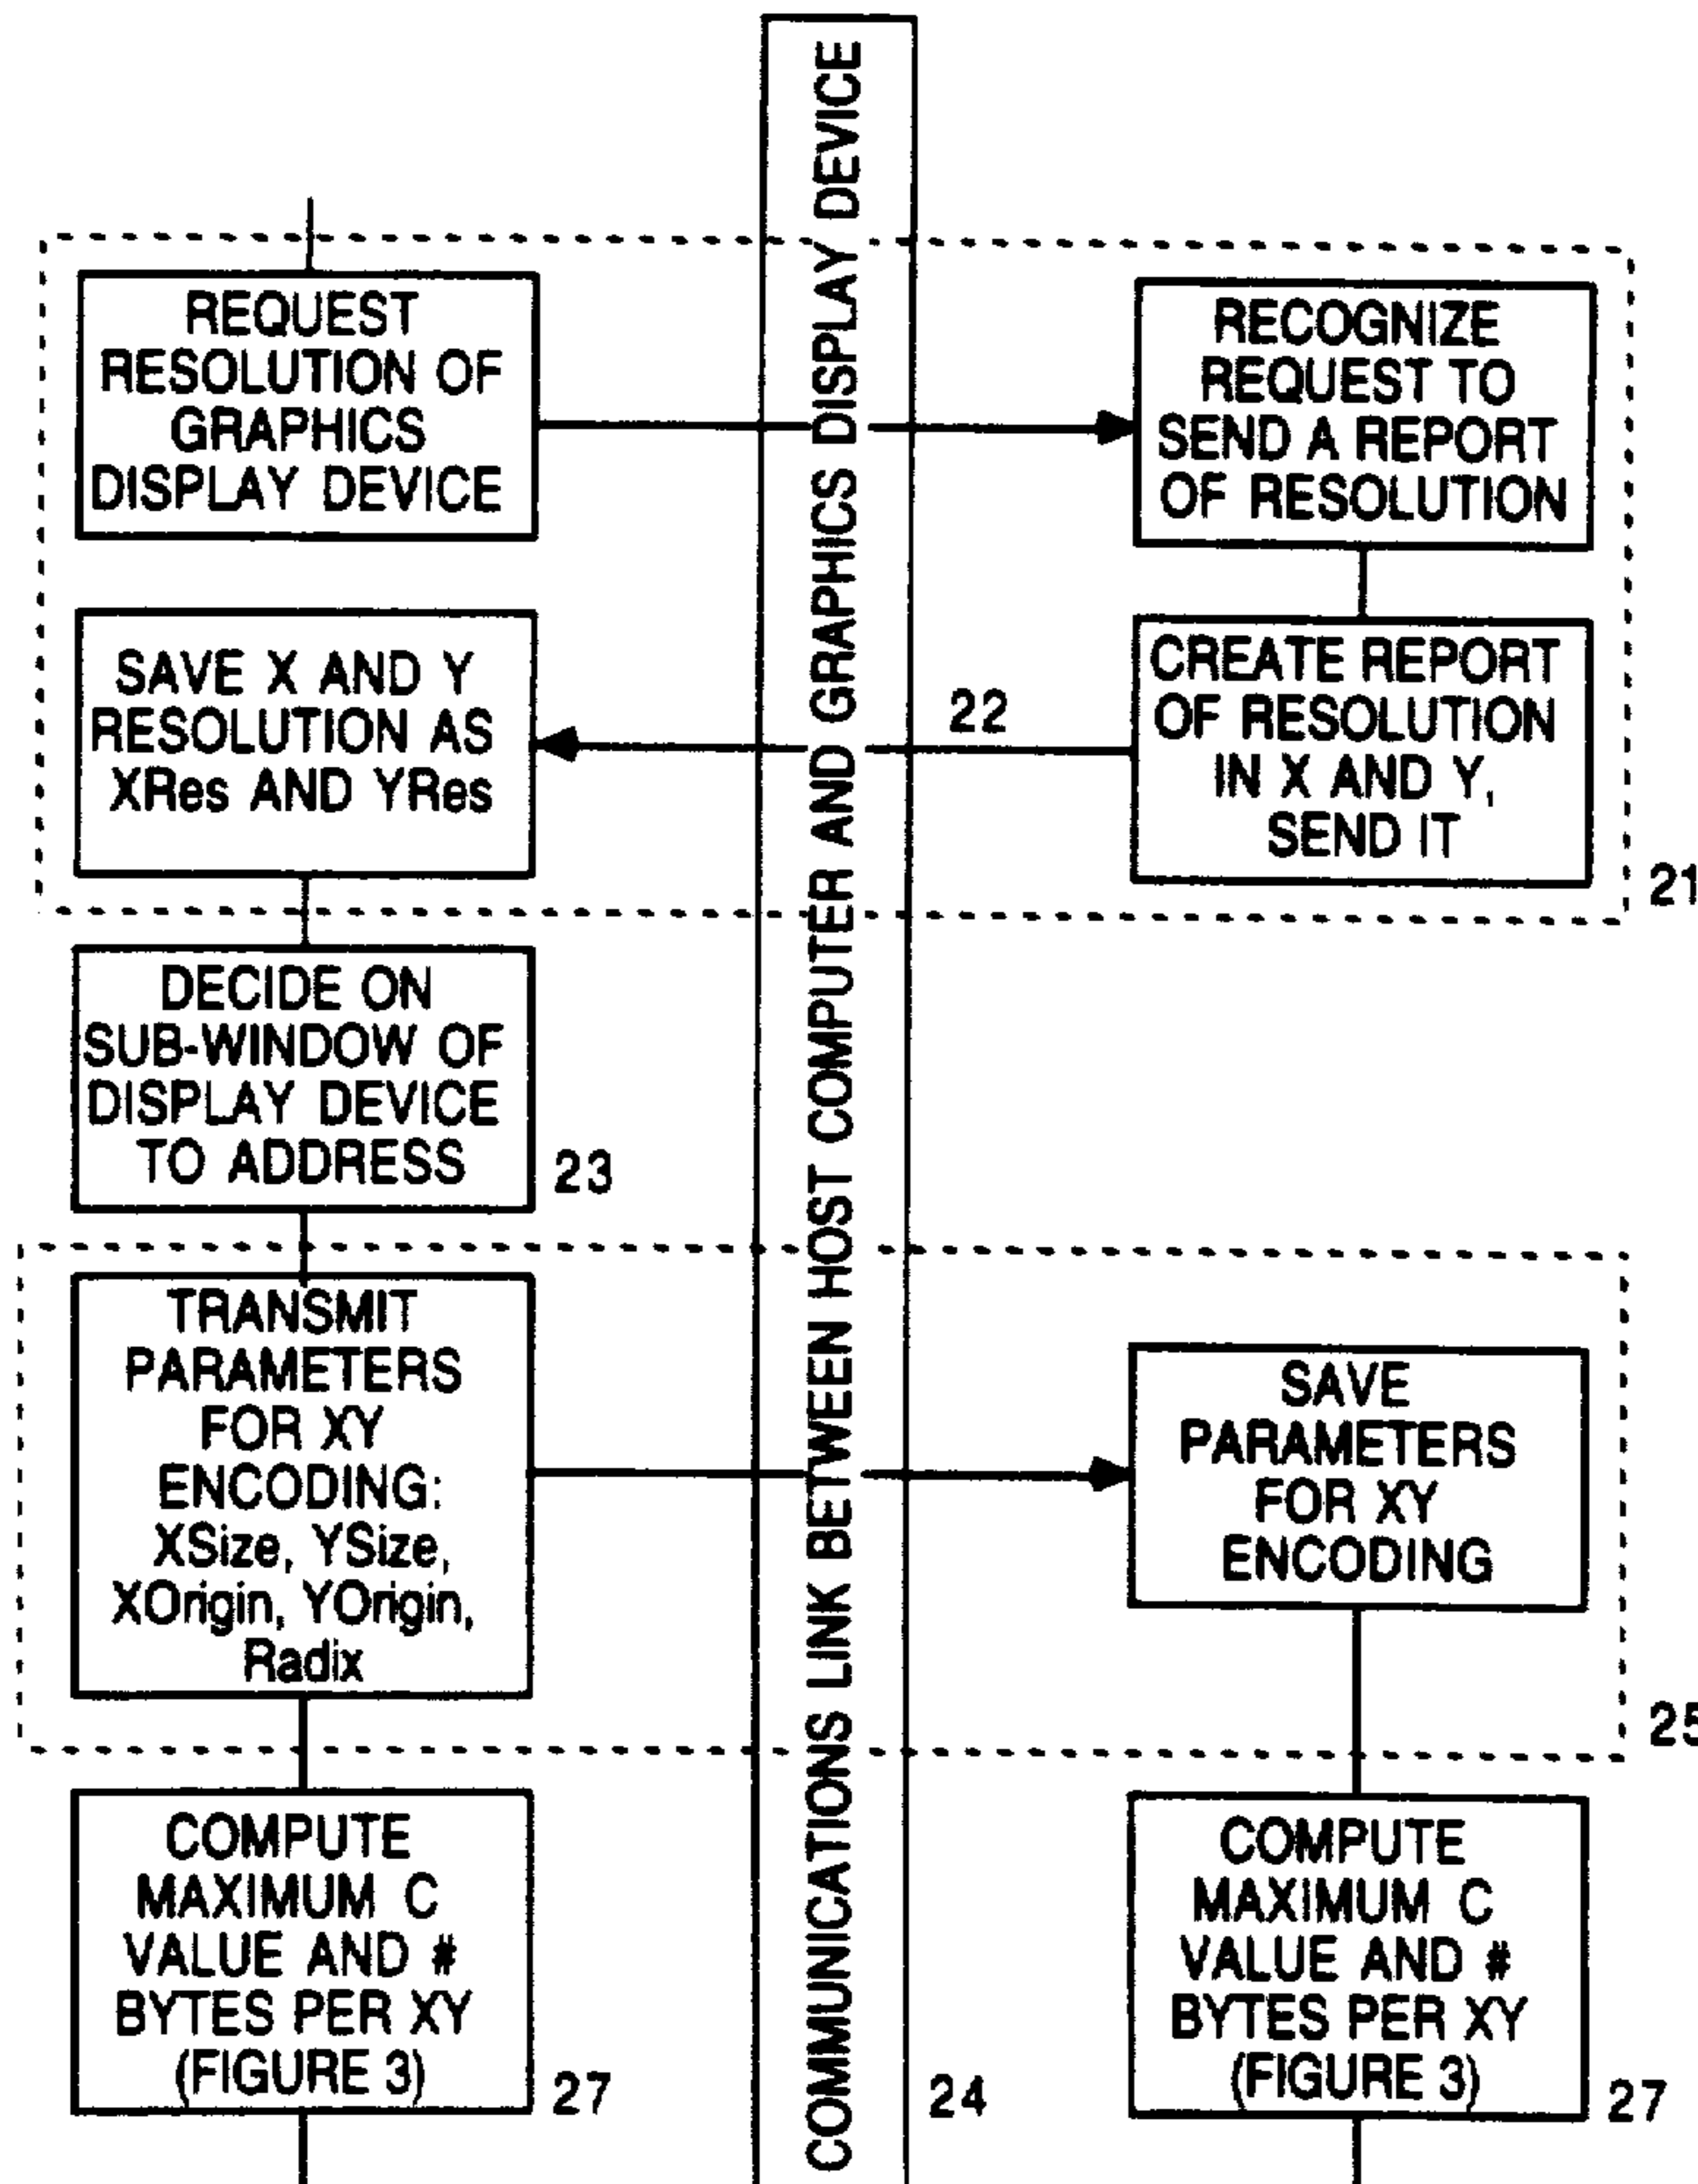 COMMUNICATIONS LINK BETWEEN HOST COMPUTER AND GRAPHICS DISPLAY DEVICE
REQUEST
RESOLUTION OF
GRAPHICS
DISPLAY DEVICE
RECOGNIZE
REQUEST TO
SEND A REPORT
OF RESOLUTION
SAVE X AND Y
RESOLUTION AS
XRes AND YRes
22
CREATE REPORT
OF RESOLUTION
IN X AND Y,
SEND IT
21
DECIDE ON
SUB-WINDOW OF
DISPLAY DEVICE
TO ADDRESS
23
TRANSMIT
PARAMETERS
FOR XY
ENCODING:
XSize, YSize,
XOrigin, YOrigin,
Radix
SAVE
PARAMETERS
FOR XY
ENCODING
25
COMPUTE
MAXIMUM C
VALUE AND #
BYTES PER XY
(FIGURE 3)
27
24
COMPUTE
MAXIMUM C
VALUE AND #
BYTES PER XY
(FIGURE 3)
27